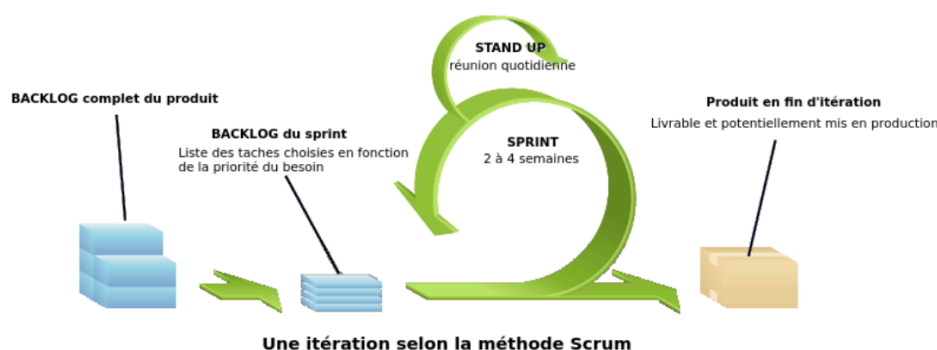 STAND UP
réunion quotidienne
BACKLOG complet du produit
Produit en fin d'itération
Livrable et potentiellement mis en production
BACKLOG du sprint
Liste des taches choisies en fonction
de la priorité du besoin
SPRINT
2 à 4 semaines
Une itération selon la méthode Scrum